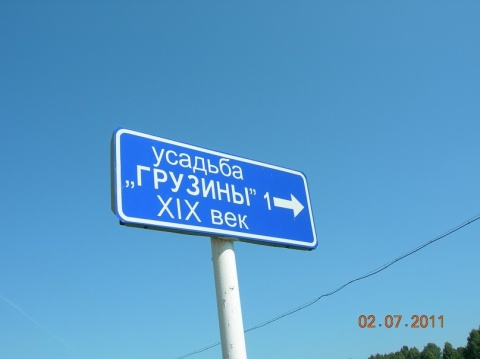 усадьба
„ГРУЗИНЫ” 1 →
XIX век
02.07.2011